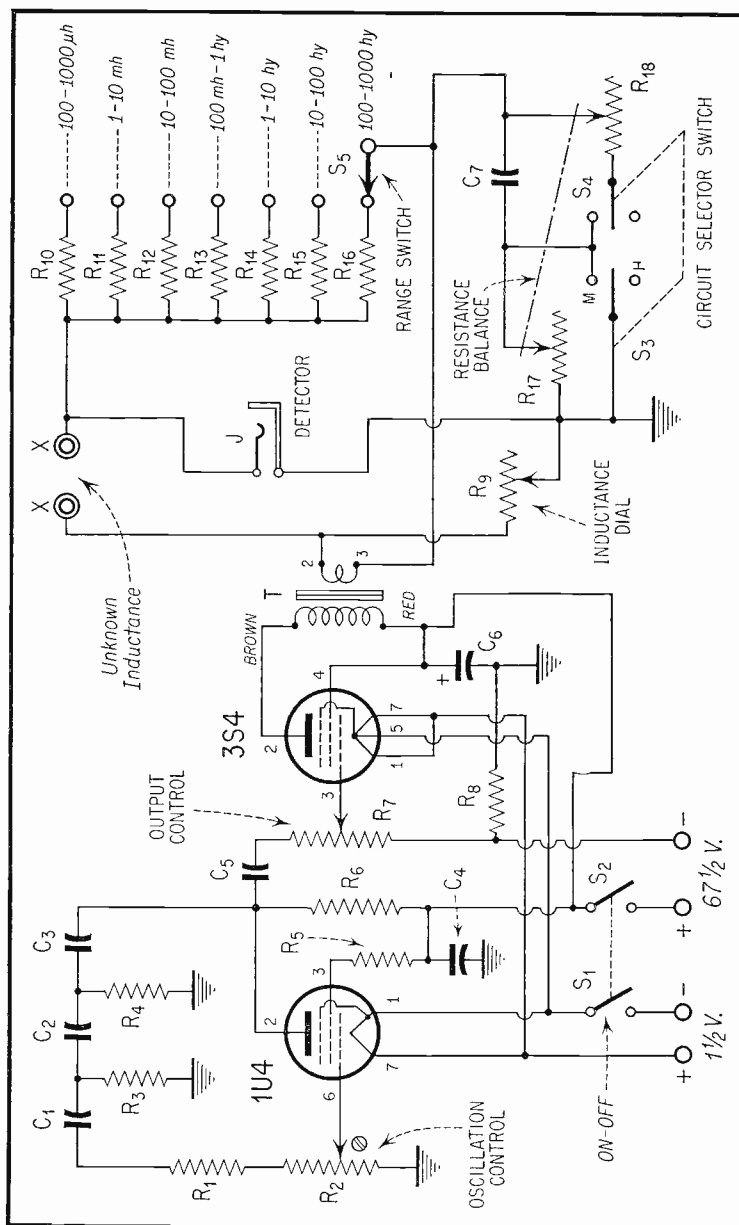 C1
C2
C3
R3
R4
R1
R2
OSCILLATION
CONTROL
1U4
6
2
3
7
1
R5
C4
R6
C5
OUTPUT
CONTROL
R7
3S4
2
3
4
1
5
7
R8
C6
+
BROWN
RED
T
2
3
ON-OFF
S1
S2
+
-
1½ V.
+
-
67½ V.
Unknown
Inductance
X
X
J
DETECTOR
R9
INDUCTANCE
DIAL
R10
100-1000 µh
R11
1-10 mh
R12
10-100 mh
R13
100 mh-1 hy
R14
1-10 hy
R15
10-100 hy
R16
100-1000 hy
S5
RANGE SWITCH
RESISTANCE
BALANCE
C7
R17
R18
M
H
S3
S4
CIRCUIT SELECTOR SWITCH